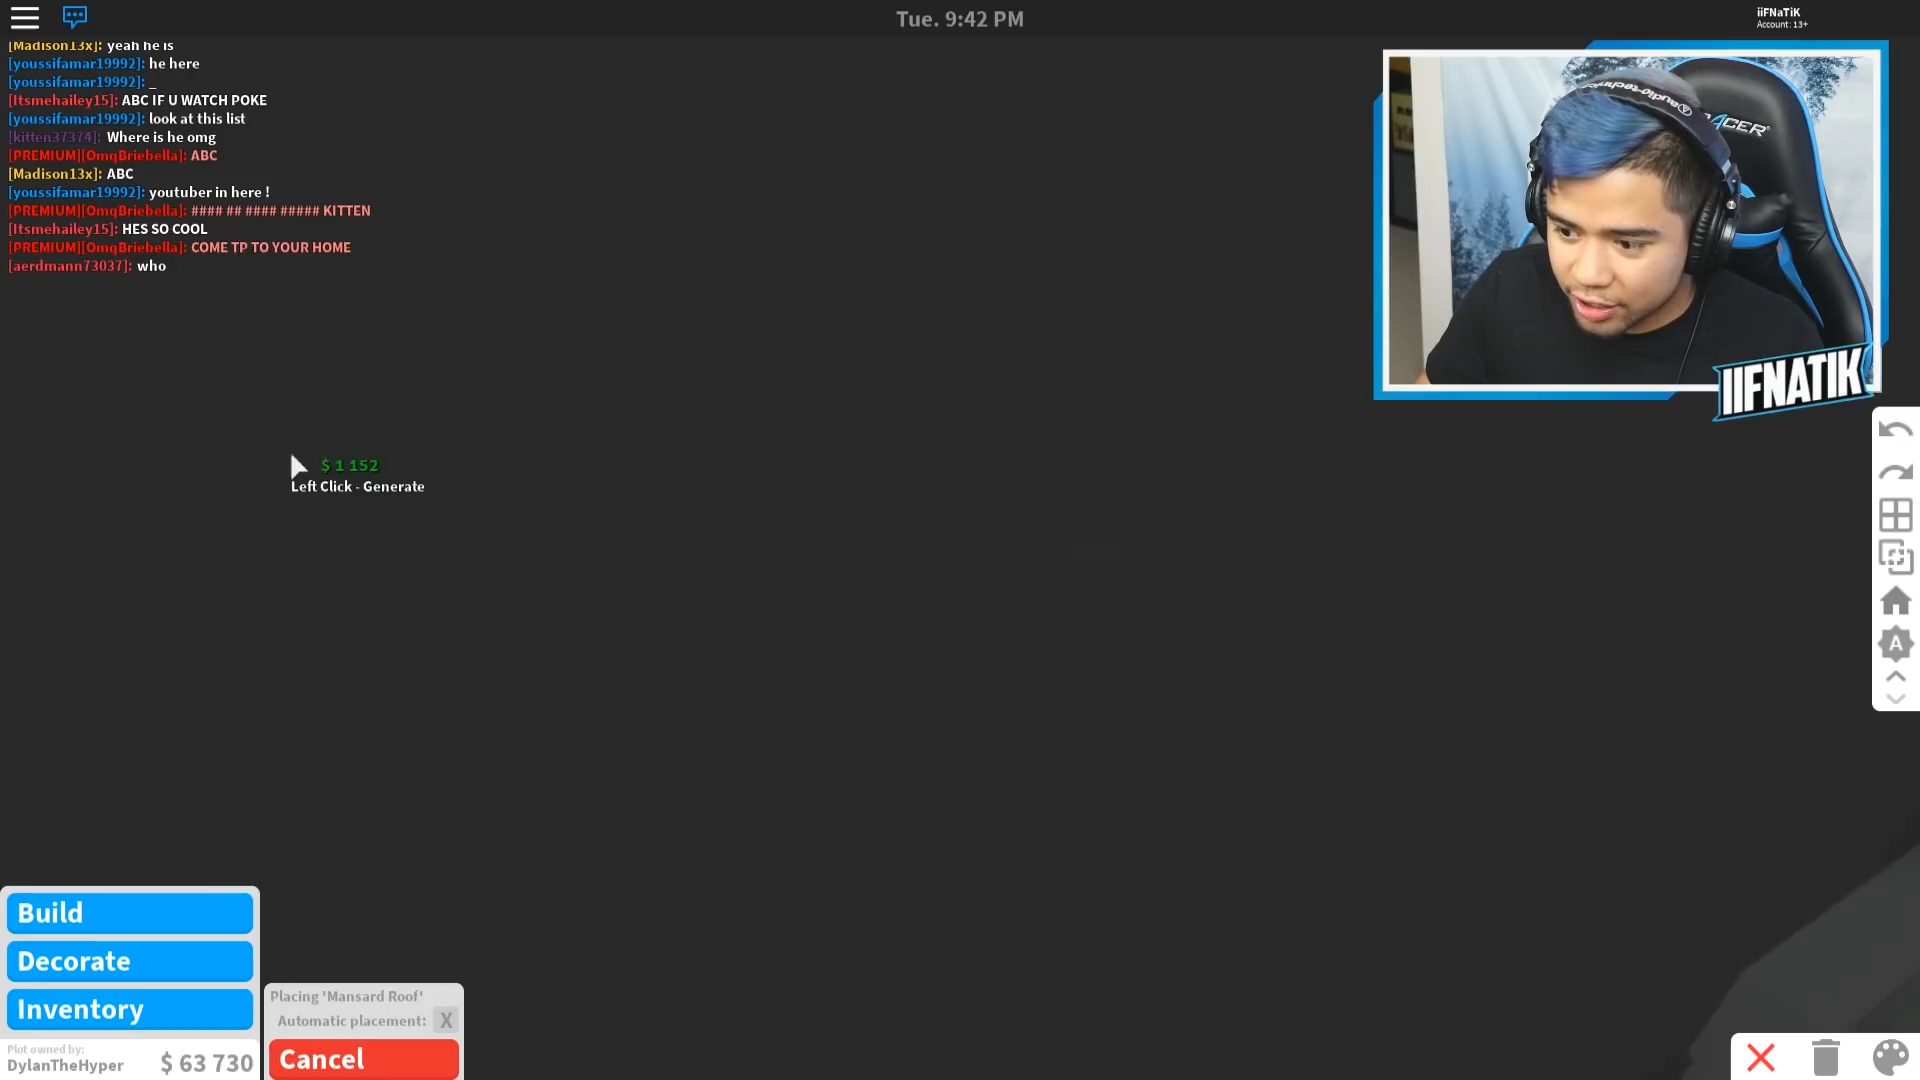 Tue. 9:42 PM
iiFNaTiK
Account: 13+
[Madison13x]: yeah he is
[youssifamar19992]: he here
[youssifamar19992]: _
[Itsmehailey15]: ABC IF U WATCH POKE
[youssifamar19992]: look at this list
[kitten37374]: Where is he omg
[PREMIUM][OmqBriebella]: ABC
[Madison13x]: ABC
[youssifamar19992]: youtuber in here !
[PREMIUM][OmqBriebella]: #### ## #### ##### KITTEN
[Itsmehailey15]: HES SO COOL
[PREMIUM][OmqBriebella]: COME TP TO YOUR HOME
[aerdmann73037]: who
audio-technica
RACER
IIFNATIK
$ 1 152
Left Click - Generate
A
Build
Decorate
Inventory
Plot owned by:
DylanTheHyper
$ 63 730
Placing 'Mansard Roof'
Automatic placement: X
Cancel